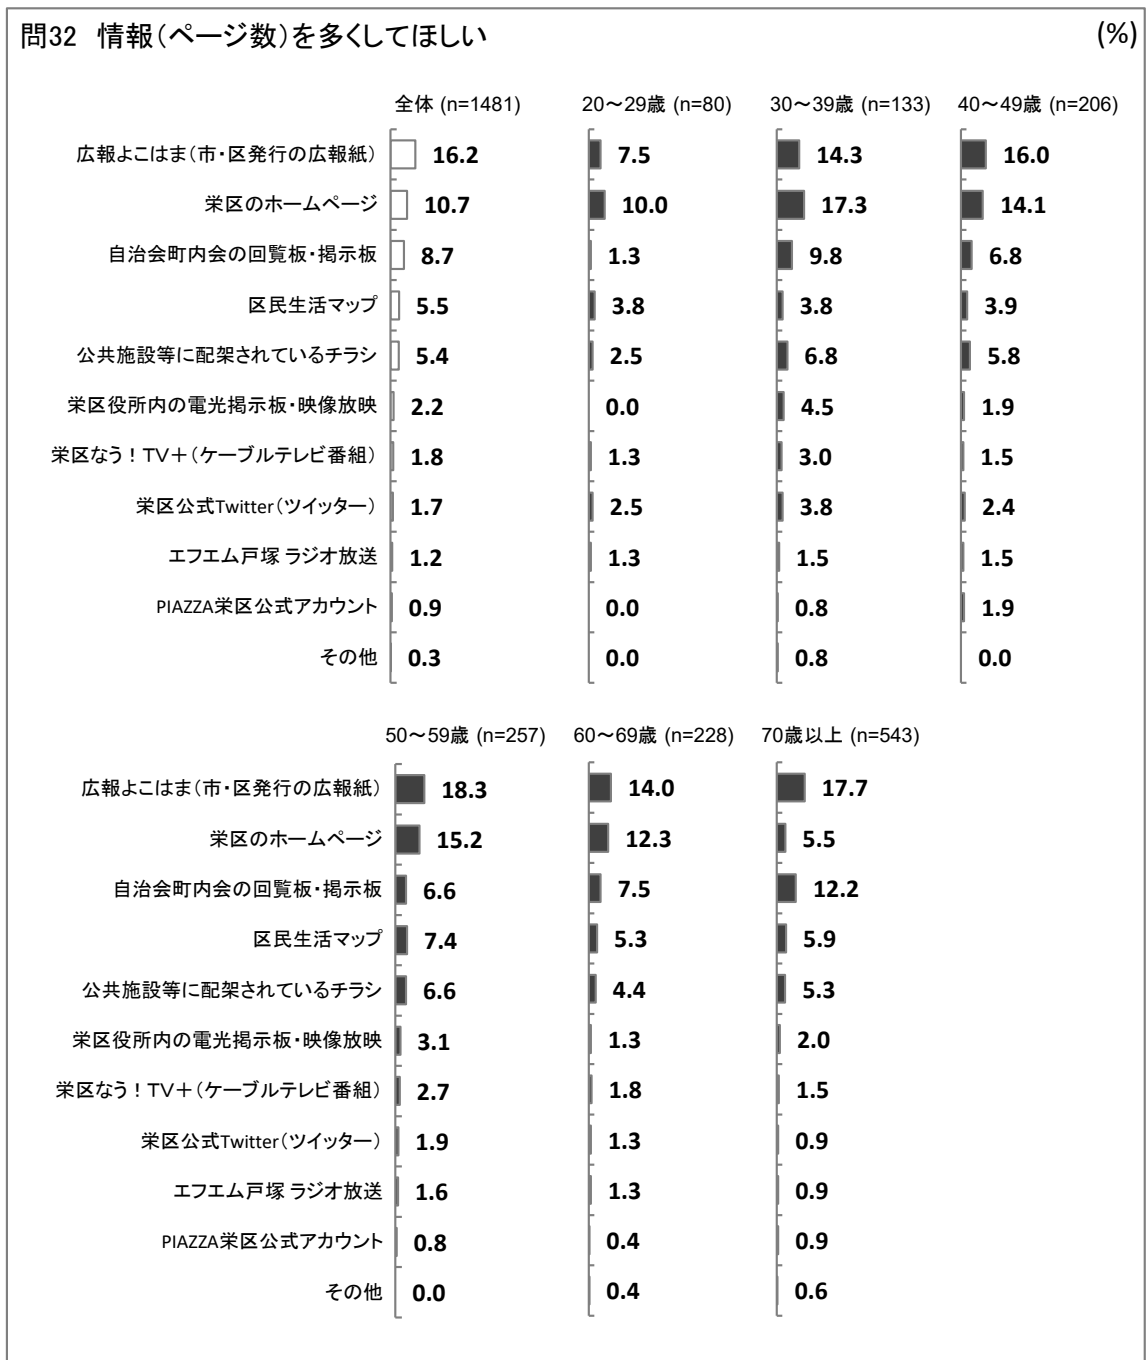 問32 情報(ページ数)を多くしてほしい (%)
全体 (n=1481) 20~29歳 (n=80) 30~39歳 (n=133) 40~49歳 (n=206)
広報よこはま(市・区発行の広報紙) 16.2 7.5 14.3 16.0
栄区のホームページ 10.7 10.0 17.3 14.1
自治会町内会の回覧板・掲示板 8.7 1.3 9.8 6.8
区民生活マップ 5.5 3.8 3.8 3.9
公共施設等に配架されているチラシ 5.4 2.5 6.8 5.8
栄区役所内の電光掲示板・映像放映 2.2 0.0 4.5 1.9
栄区なう!TV+(ケーブルテレビ番組) 1.8 1.3 3.0 1.5
栄区公式Twitter(ツイッター) 1.7 2.5 3.8 2.4
エフエム戸塚 ラジオ放送 1.2 1.3 1.5 1.5
PIAZZA栄区公式アカウント 0.9 0.0 0.8 1.9
その他 0.3 0.0 0.8 0.0
50~59歳 (n=257) 60~69歳 (n=228) 70歳以上 (n=543)
広報よこはま(市・区発行の広報紙) 18.3 14.0 17.7
栄区のホームページ 15.2 12.3 5.5
自治会町内会の回覧板・掲示板 6.6 7.5 12.2
区民生活マップ 7.4 5.3 5.9
公共施設等に配架されているチラシ 6.6 4.4 5.3
栄区役所内の電光掲示板・映像放映 3.1 1.3 2.0
栄区なう!TV+(ケーブルテレビ番組) 2.7 1.8 1.5
栄区公式Twitter(ツイッター) 1.9 1.3 0.9
エフエム戸塚 ラジオ放送 1.6 1.3 0.9
PIAZZA栄区公式アカウント 0.8 0.4 0.9
その他 0.0 0.4 0.6